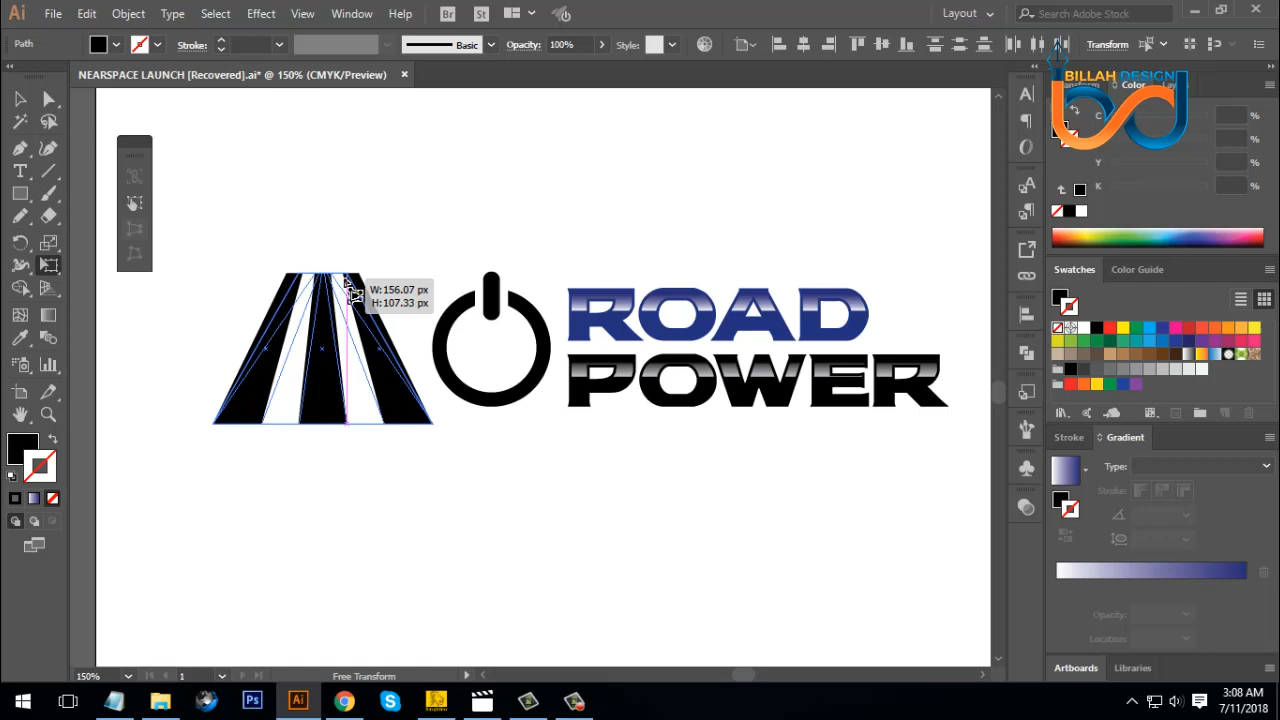 Ai File Edit Object Type Select Effect View Window Help Br St Layout Search Adobe Stock
Path Stroke: Basic Opacity: 100% Style: Transform
NEARSPACE LAUNCH [Recovered].ai* @ 150% (CMYK/Preview)
BILLAH DESIGN
bd
Color
C %
%
Y %
K %
W:156.07 px
H:107.33 px
ROAD
POWER
Swatches Color Guide
Stroke Gradient
Type:
Stroke:
Opacity:
Location:
Artboards Libraries
150% 1 Free Transform
Ps Ai
3:08 AM
7/11/2018